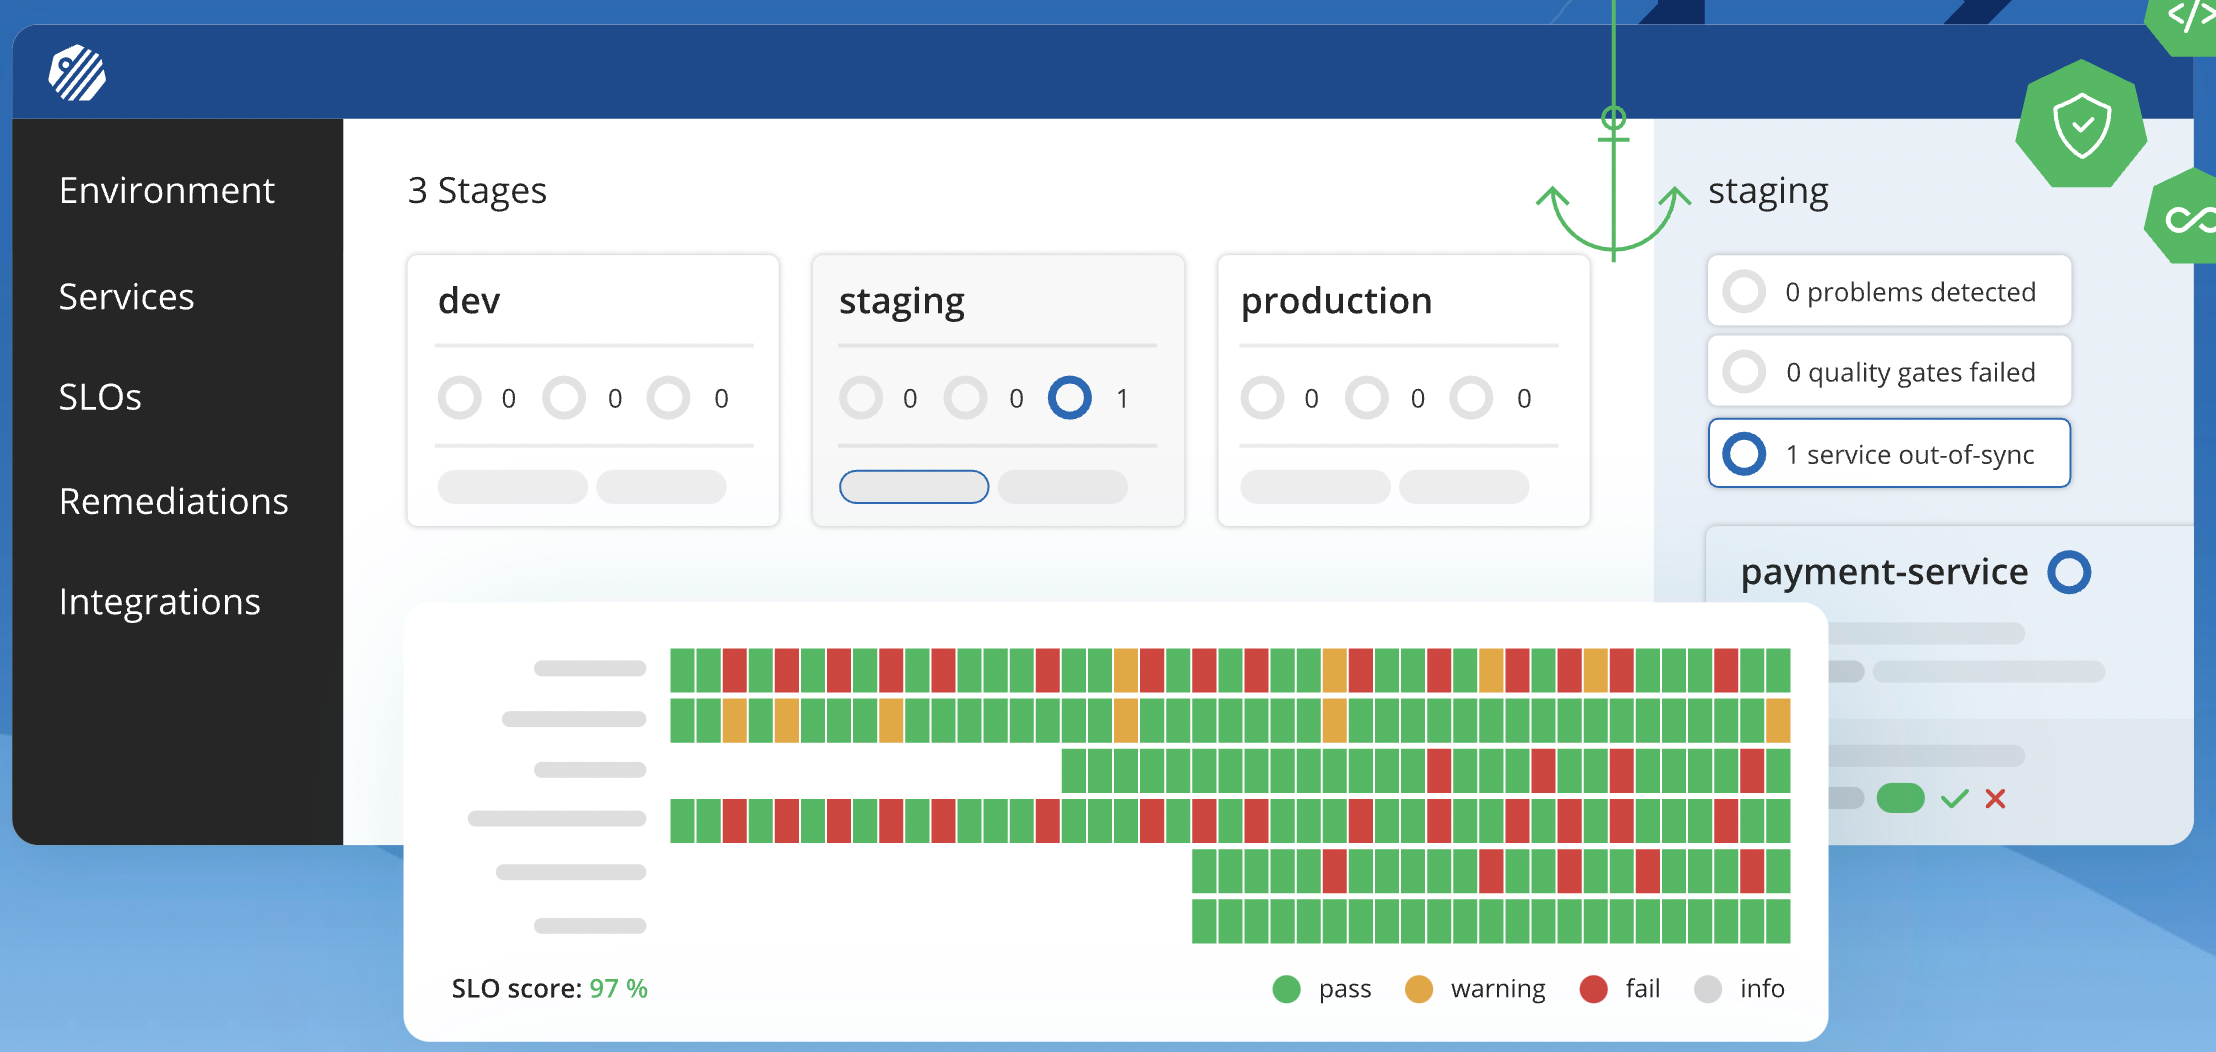 </>
Environment
Services
SLOs
Remediations
Integrations
3 Stages
dev
0 0 0
staging
0 0 1
production
0 0 0
staging
0 problems detected
0 quality gates failed
1 service out-of-sync
payment-service
SLO score: 97 %
pass warning fail info